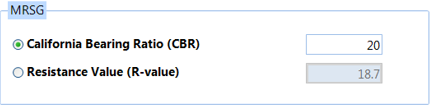 MRSG
California Bearing Ratio (CBR) 20
Resistance Value (R-value) 18.7